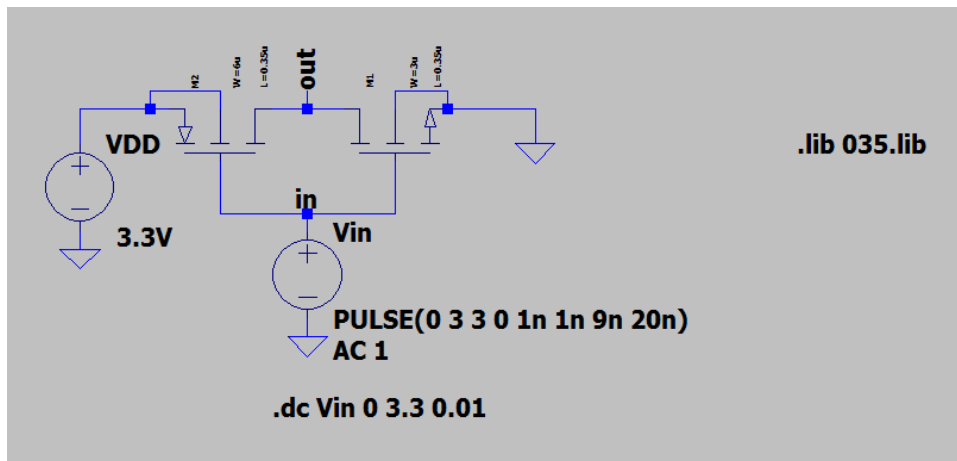 M2
W=6u
L=0.35u
out
M1
W=3u
L=0.35u
VDD
.lib 035.lib
in
3.3V
Vin
PULSE(0 3 3 0 1n 1n 9n 20n)
AC 1
.dc Vin 0 3.3 0.01